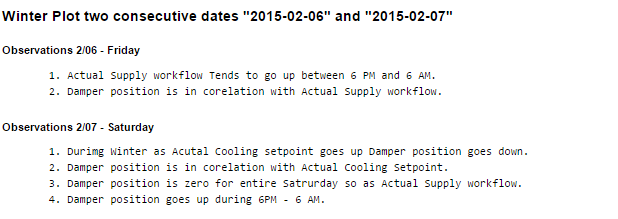 Winter Plot two consecutive dates "2015-02-06" and "2015-02-07"
Observations 2/06 - Friday
1. Actual Supply workflow Tends to go up between 6 PM and 6 AM.
2. Damper position is in corelation with Actual Supply workflow.
Observations 2/07 - Saturday
1. Durimg Winter as Acutal Cooling setpoint goes up Damper position goes down.
2. Damper position is in corelation with Actual Cooling Setpoint.
3. Damper position is zero for entire Satrurday so as Actual Supply workflow.
4. Damper position goes up during 6PM - 6 AM.